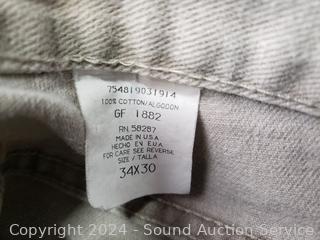 754819031914
100% COTTON/ALGODON
GF 1882
RN 58287
MADE IN U.S.A.
HECHO EN E.U.A.
FOR CARE SEE REVERSE
SIZE / TALLA
34X30
Copyright 2024 - Sound Auction Service